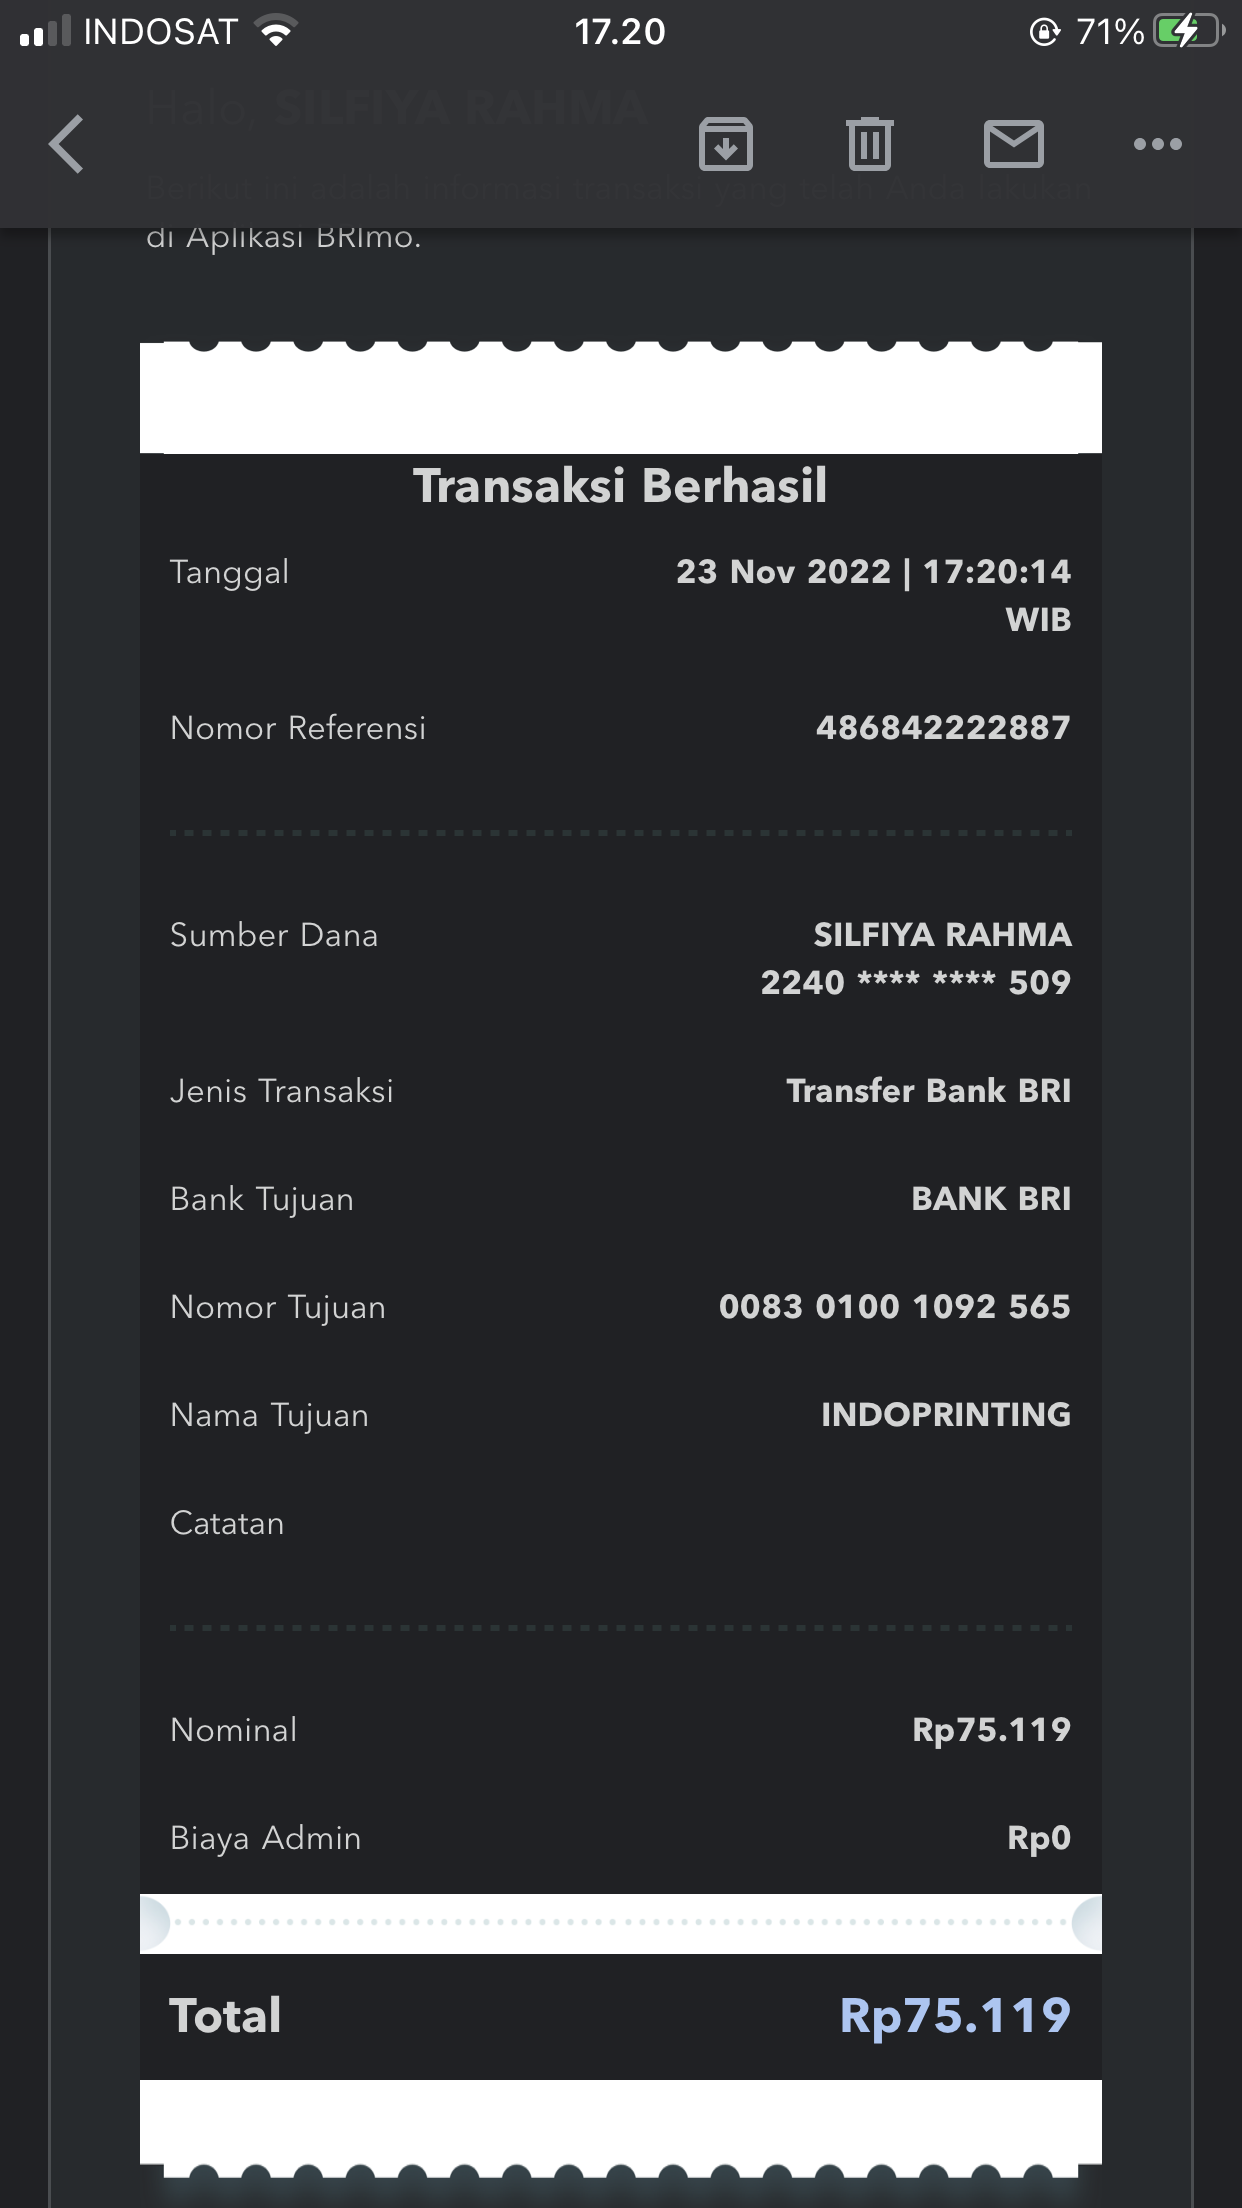 INDOSAT 17.20 71%
Halo, SILFIYA RAHMA
Berikut ini adalah informasi transaksi yang telah Anda lakukan
di Aplikasi BRImo.
Transaksi Berhasil
Tanggal 23 Nov 2022 | 17:20:14
WIB
Nomor Referensi 486842222887
Sumber Dana SILFIYA RAHMA
2240 **** **** 509
Jenis Transaksi Transfer Bank BRI
Bank Tujuan BANK BRI
Nomor Tujuan 0083 0100 1092 565
Nama Tujuan INDOPRINTING
Catatan
Nominal Rp75.119
Biaya Admin Rp0
Total Rp75.119